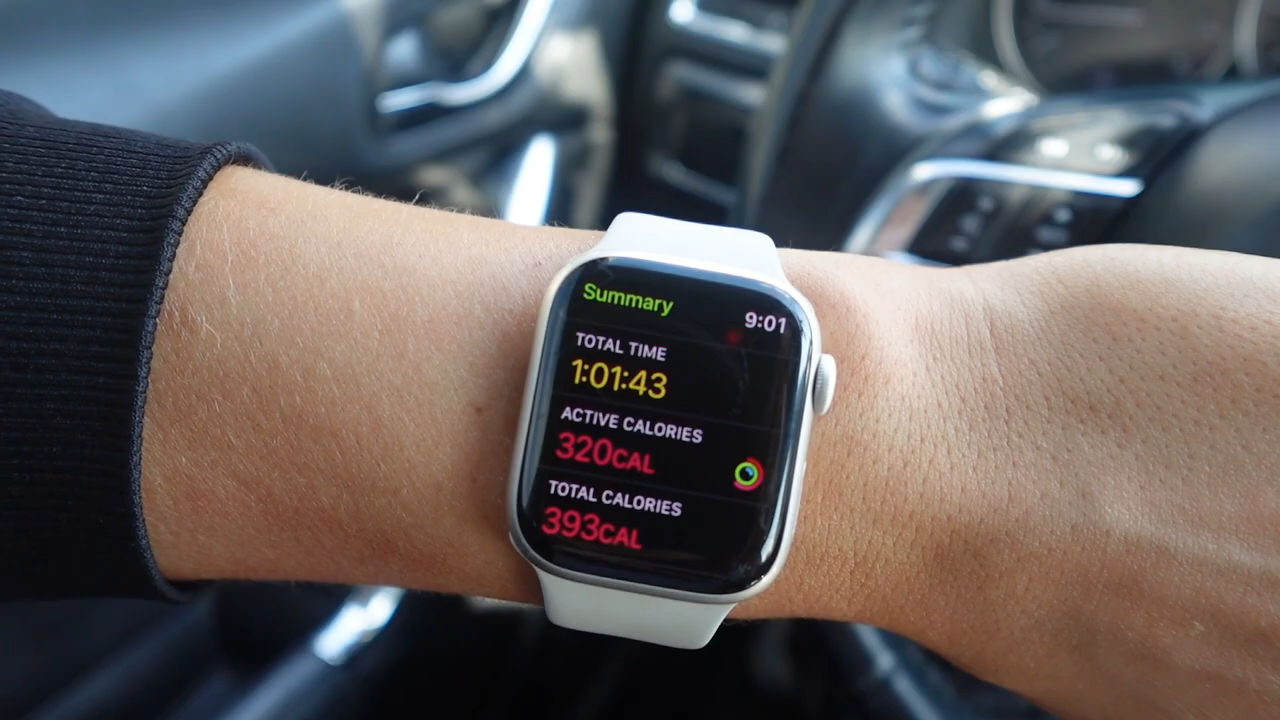 Summary
9:01
TOTAL TIME
1:01:43
ACTIVE CALORIES
320CAL
TOTAL CALORIES
393CAL